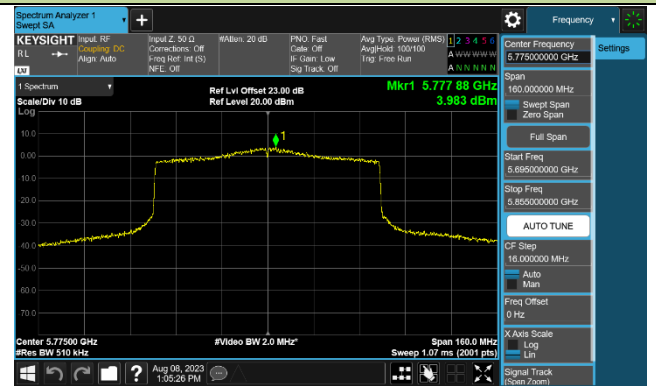 Spectrum Analyzer 1
Swept SA
+
Frequency
KEYSIGHT
RL
LXI
Input: RF
Coupling: DC
Align: Auto
Input Z: 50 Ω
Corrections: Off
Freq Ref: Int (S)
NFE: Off
#Atten: 20 dB
PNO: Fast
Gate: Off
IF Gain: Low
Sig Track: Off
Avg Type: Power (RMS)
Avg|Hold: 100/100
Trig: Free Run
1 2 3 4 5 6
A W W W W W
A N N N N N
Center Frequency
5.775000000 GHz
Settings
Span
160.000000 MHz
Swept Span
Zero Span
Full Span
Start Freq
5.695000000 GHz
Stop Freq
5.855000000 GHz
AUTO TUNE
CF Step
16.000000 MHz
Auto
Man
Freq Offset
0 Hz
X Axis Scale
Log
Lin
Signal Track
(Span Zoom)
1 Spectrum
Scale/Div 10 dB
Log
Ref Lvl Offset 23.00 dB
Ref Level 20.00 dBm
Mkr1 5.777 88 GHz
3.983 dBm
1
10.0
0.00
-10.0
-20.0
-30.0
-40.0
-50.0
-60.0
-70.0
Center 5.77500 GHz
#Res BW 510 kHz
#Video BW 2.0 MHz*
Span 160.0 MHz
Sweep 1.07 ms (2001 pts)
?
Aug 08, 2023
1:05:26 PM